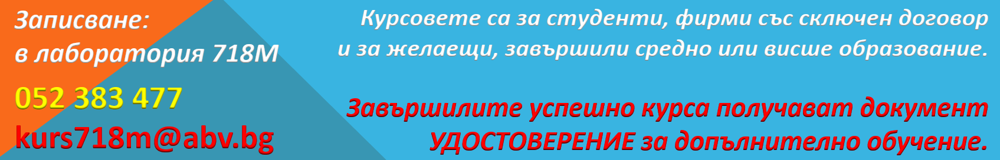 Записване:
в лаборатория 718М
052 383 477
kurs718m@abv.bg
Курсовете са за студенти, фирми със сключен договор
и за желаещи, завършили средно или висше образование.
Завършилите успешно курса получават документ
УДОСТОВЕРЕНИЕ за допълнително обучение.